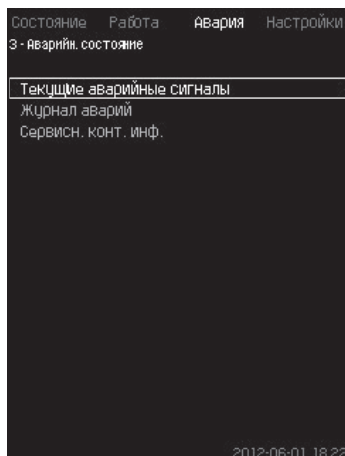 Состояние Работа Авария Настройки
3 - Аварийн. состояние
Текущие аварийные сигналы
Журнал аварий
Сервисн. конт. инф.
2012-06-01 18:22